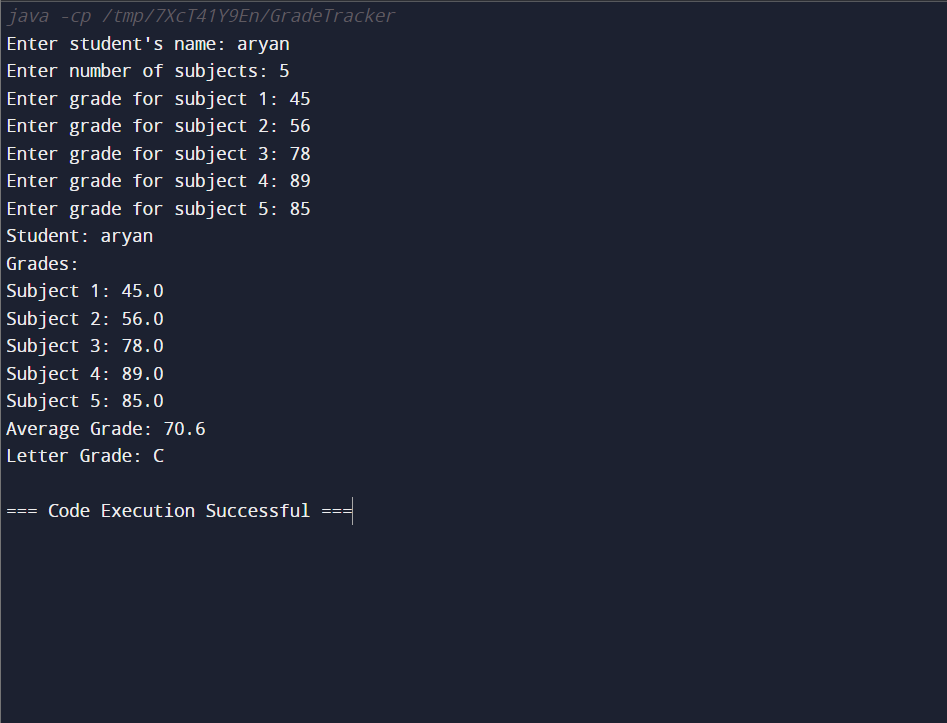 java -cp /tmp/7XcT41Y9En/GradeTracker
Enter student's name: aryan
Enter number of subjects: 5
Enter grade for subject 1: 45
Enter grade for subject 2: 56
Enter grade for subject 3: 78
Enter grade for subject 4: 89
Enter grade for subject 5: 85
Student: aryan
Grades:
Subject 1: 45.0
Subject 2: 56.0
Subject 3: 78.0
Subject 4: 89.0
Subject 5: 85.0
Average Grade: 70.6
Letter Grade: C
=== Code Execution Successful ===